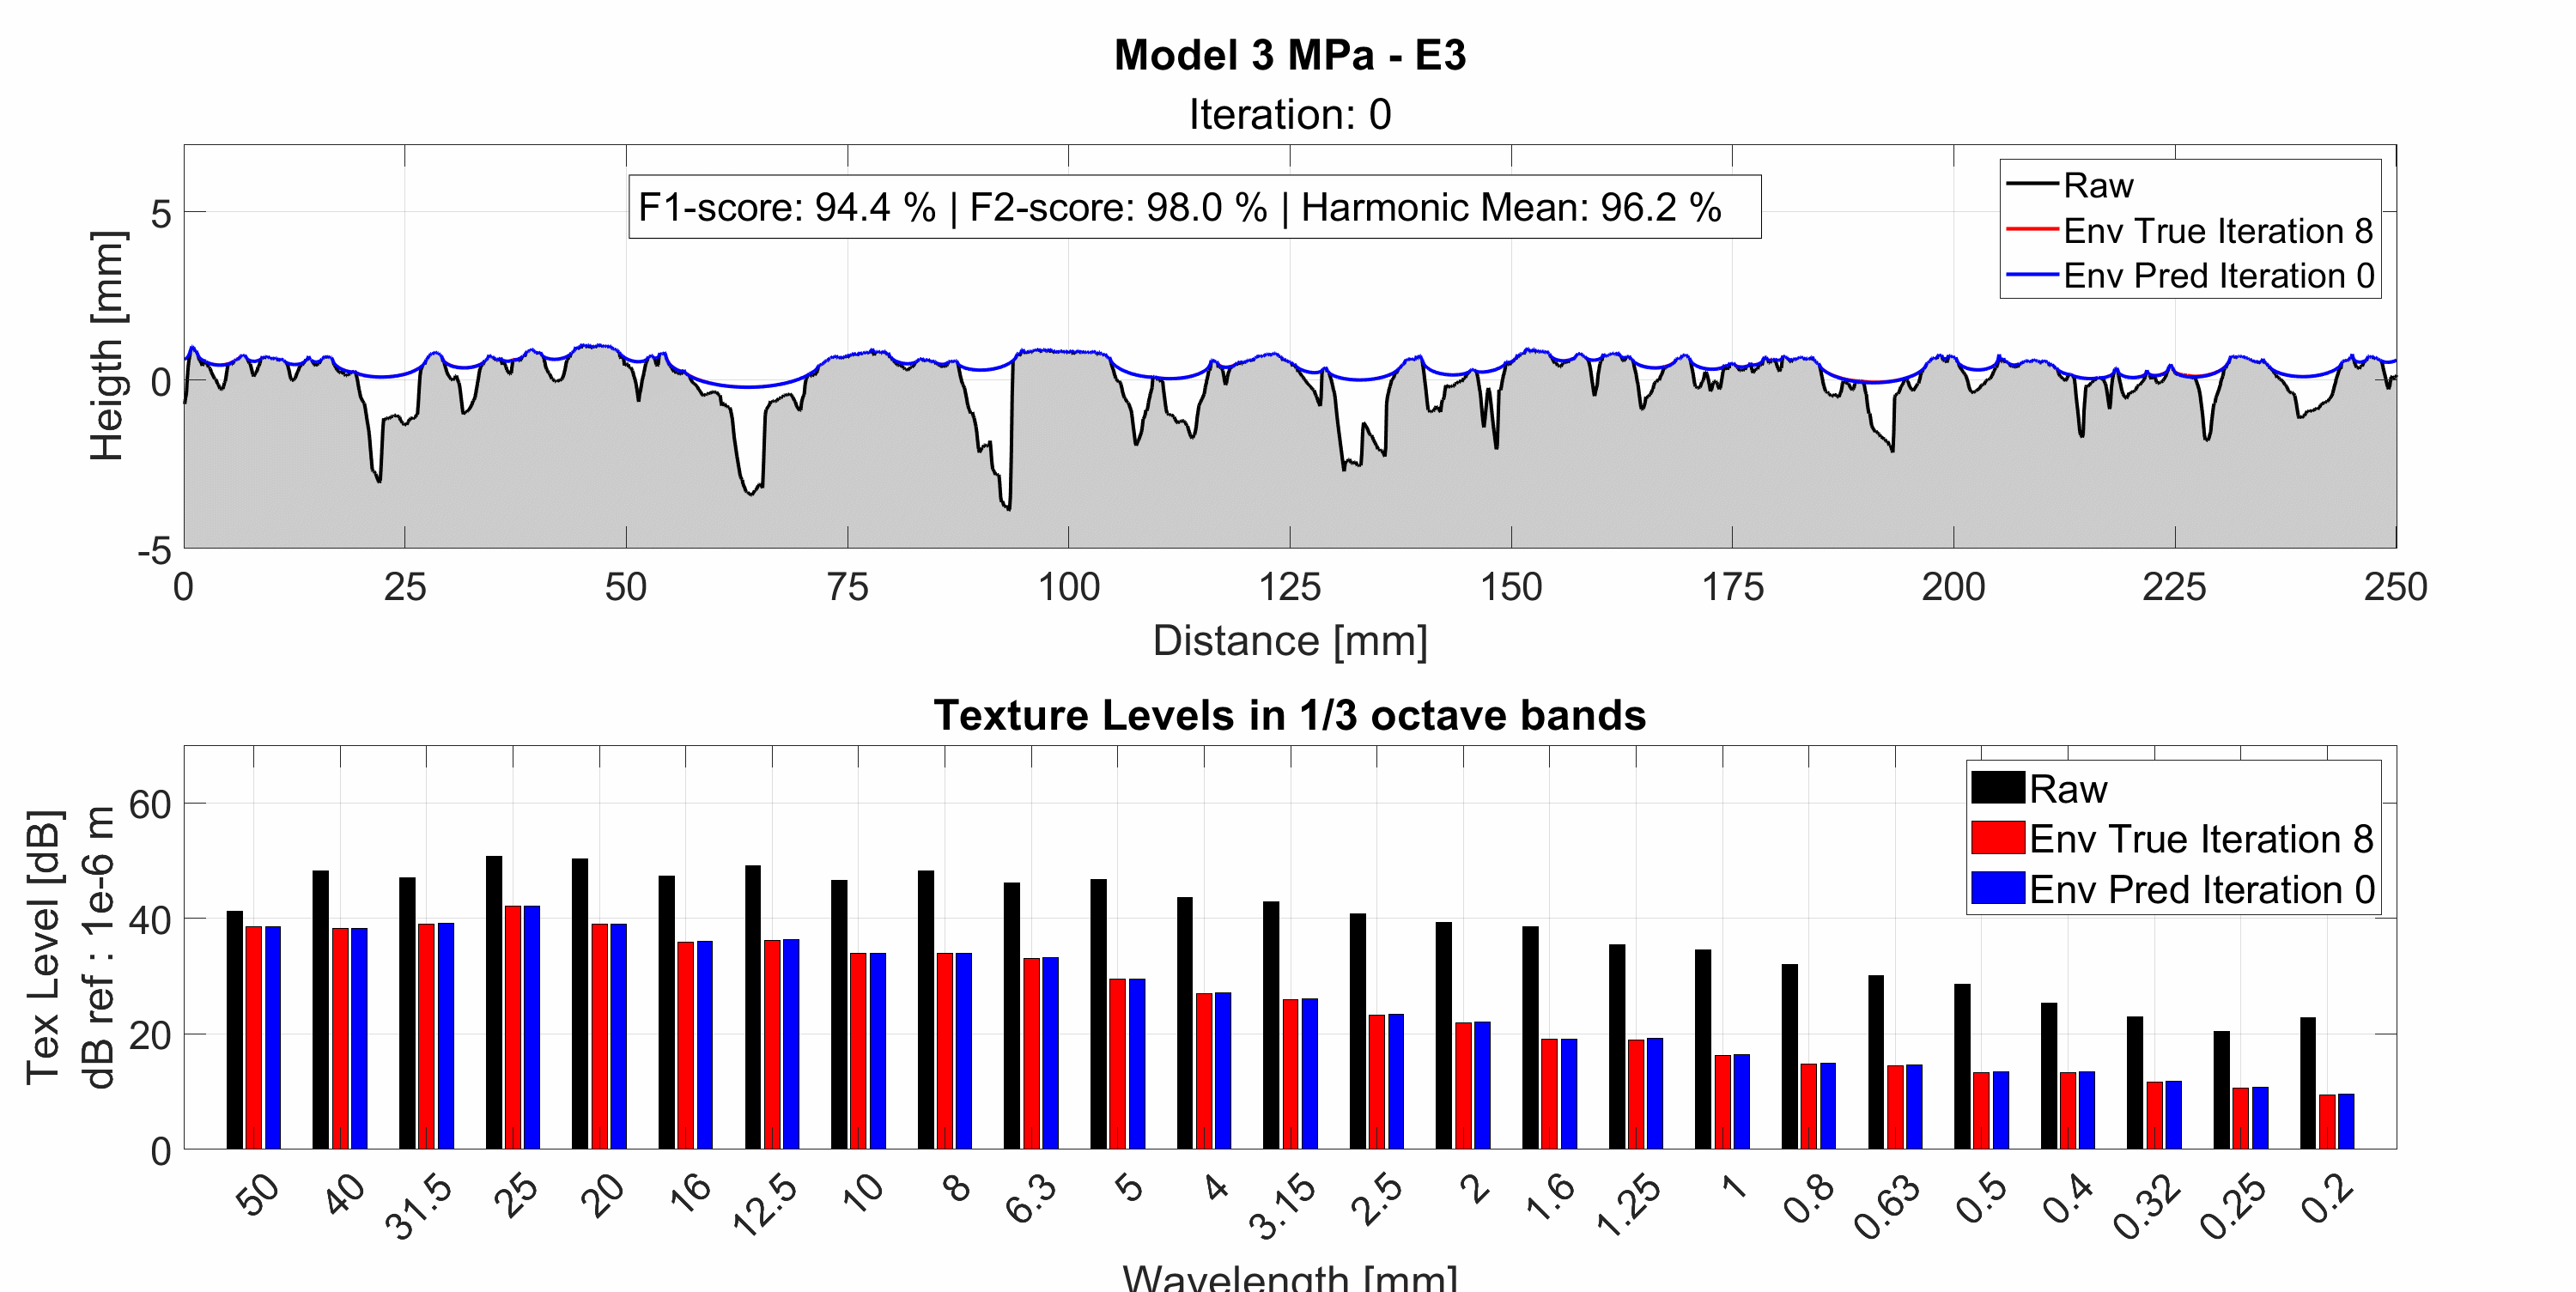 Model 3 MPa - E3
Iteration: 0
F1-score: 94.4 % | F2-score: 98.0 % | Harmonic Mean: 96.2 %
Raw
Env True Iteration 8
Env Pred Iteration 0
Heigth [mm]
5
0
-5
0 25 50 75 100 125 150 175 200 225 250
Distance [mm]
Texture Levels in 1/3 octave bands
Raw
Env True Iteration 8
Env Pred Iteration 0
Tex Level [dB]
dB ref : 1e-6 m
60
40
20
0
50 40 31.5 25 20 16 12.5 10 8 6.3 5 4 3.15 2.5 2 1.6 1.25 1 0.8 0.63 0.5 0.4 0.32 0.25 0.2
Wavelength [mm]